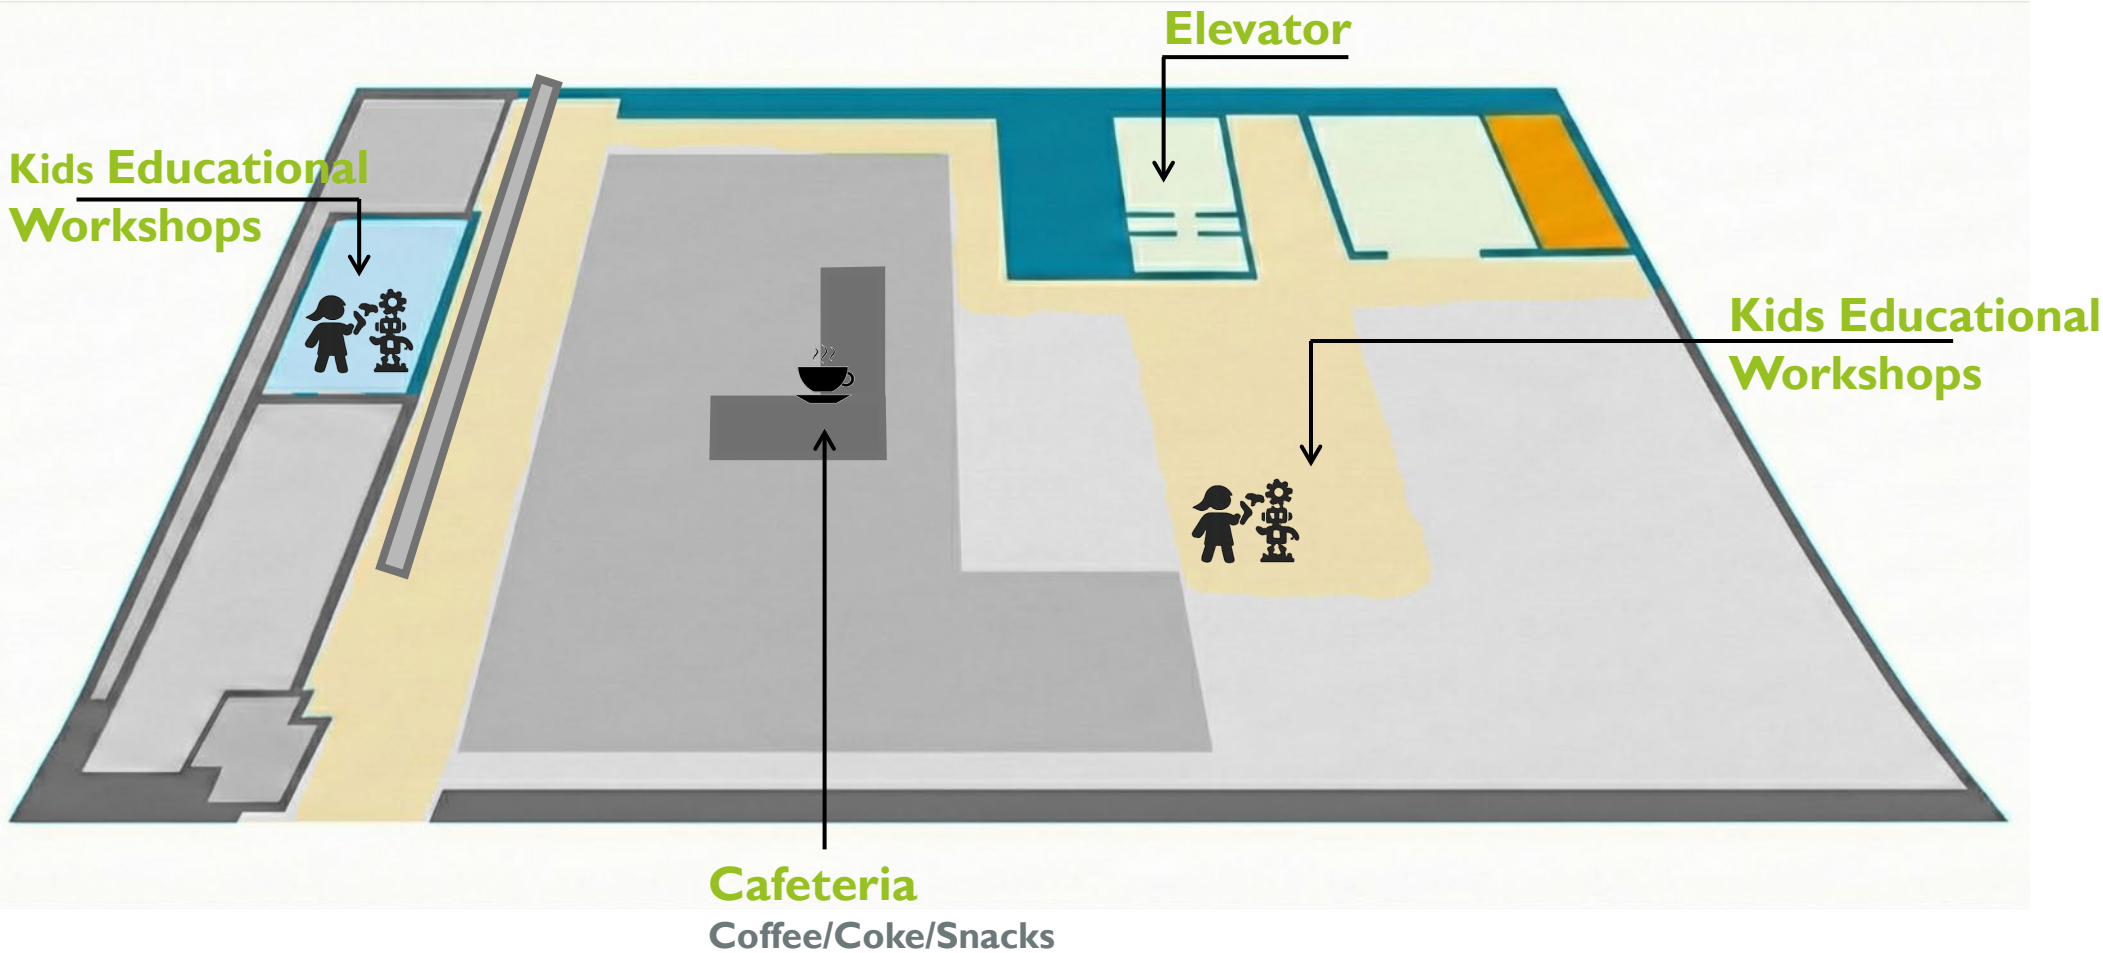 Elevator
Kids Educational
Workshops
Kids Educational
Workshops
Cafeteria
Coffee/Coke/Snacks